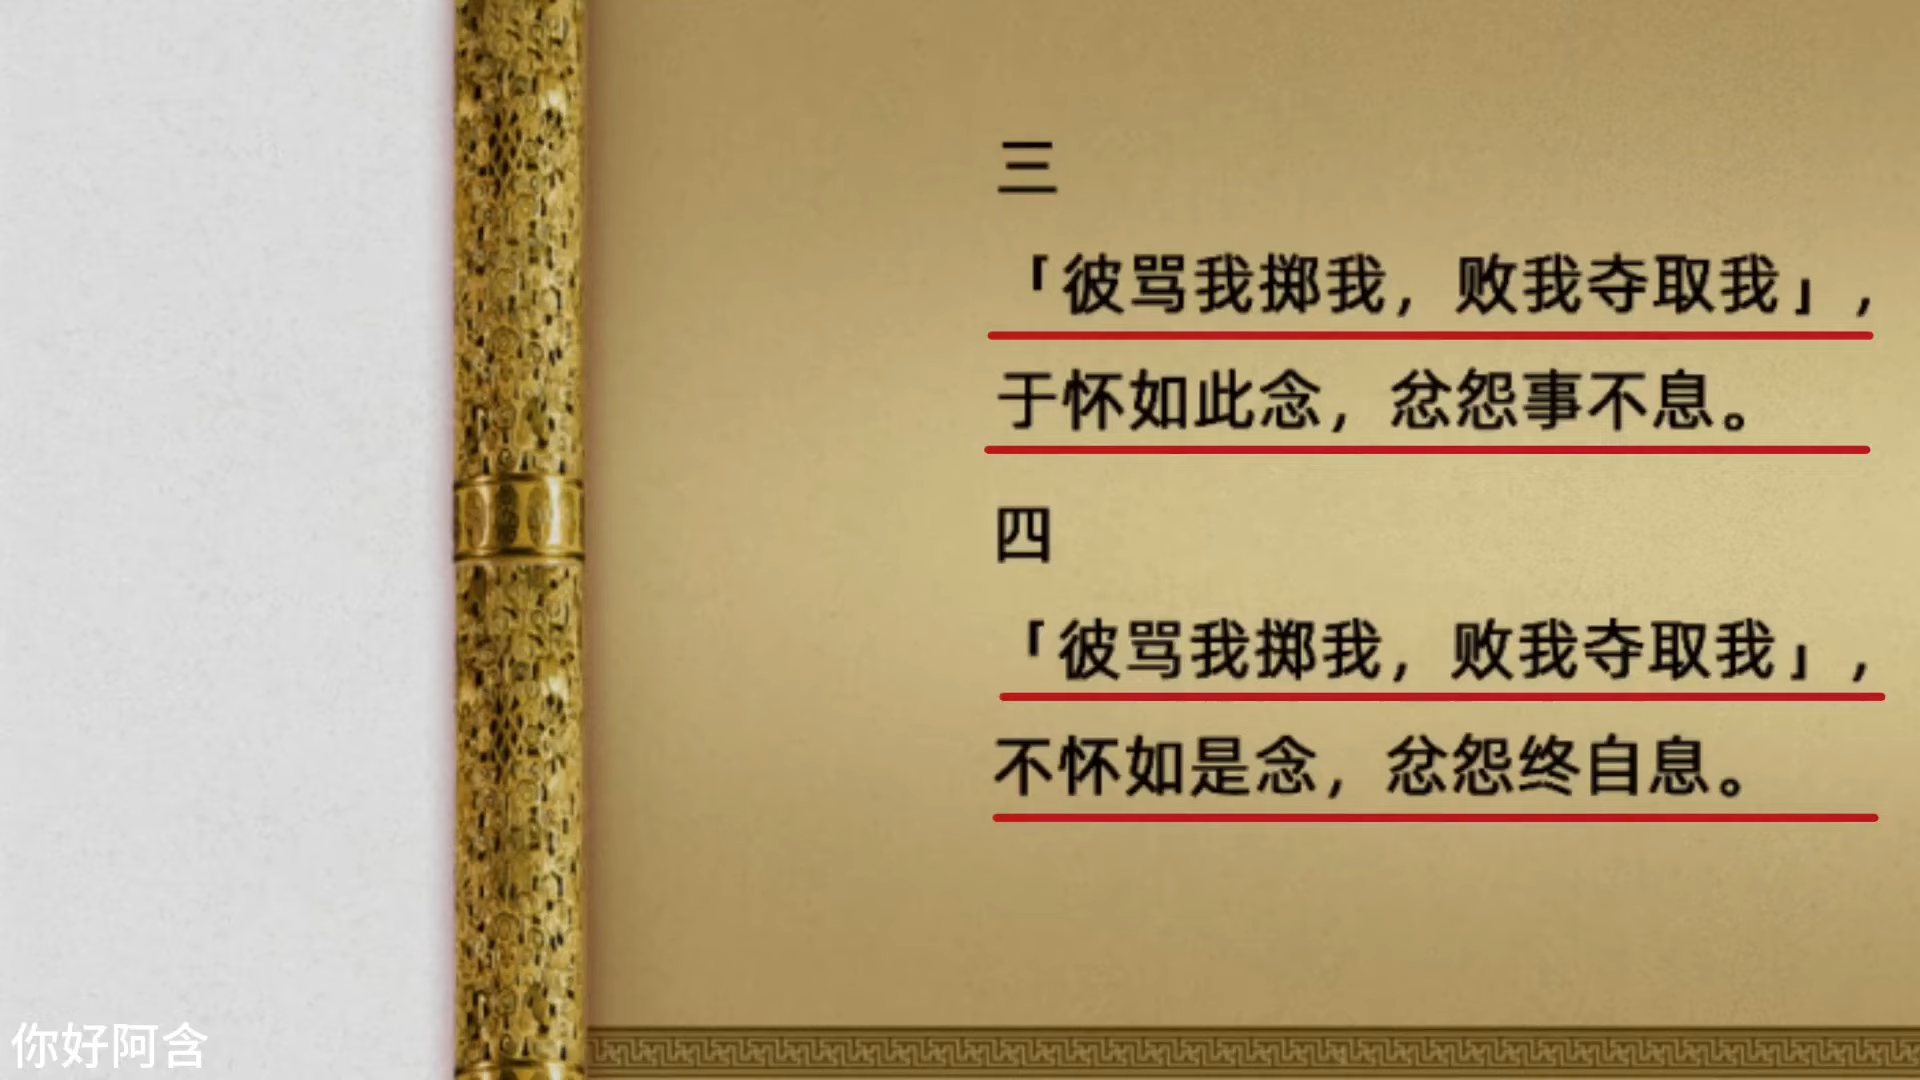 三
「彼骂我掷我，败我夺取我」，
于怀如此念，忿怨事不息。
四
「彼骂我掷我，败我夺取我」，
不怀如是念，忿怨终自息。
你好阿含